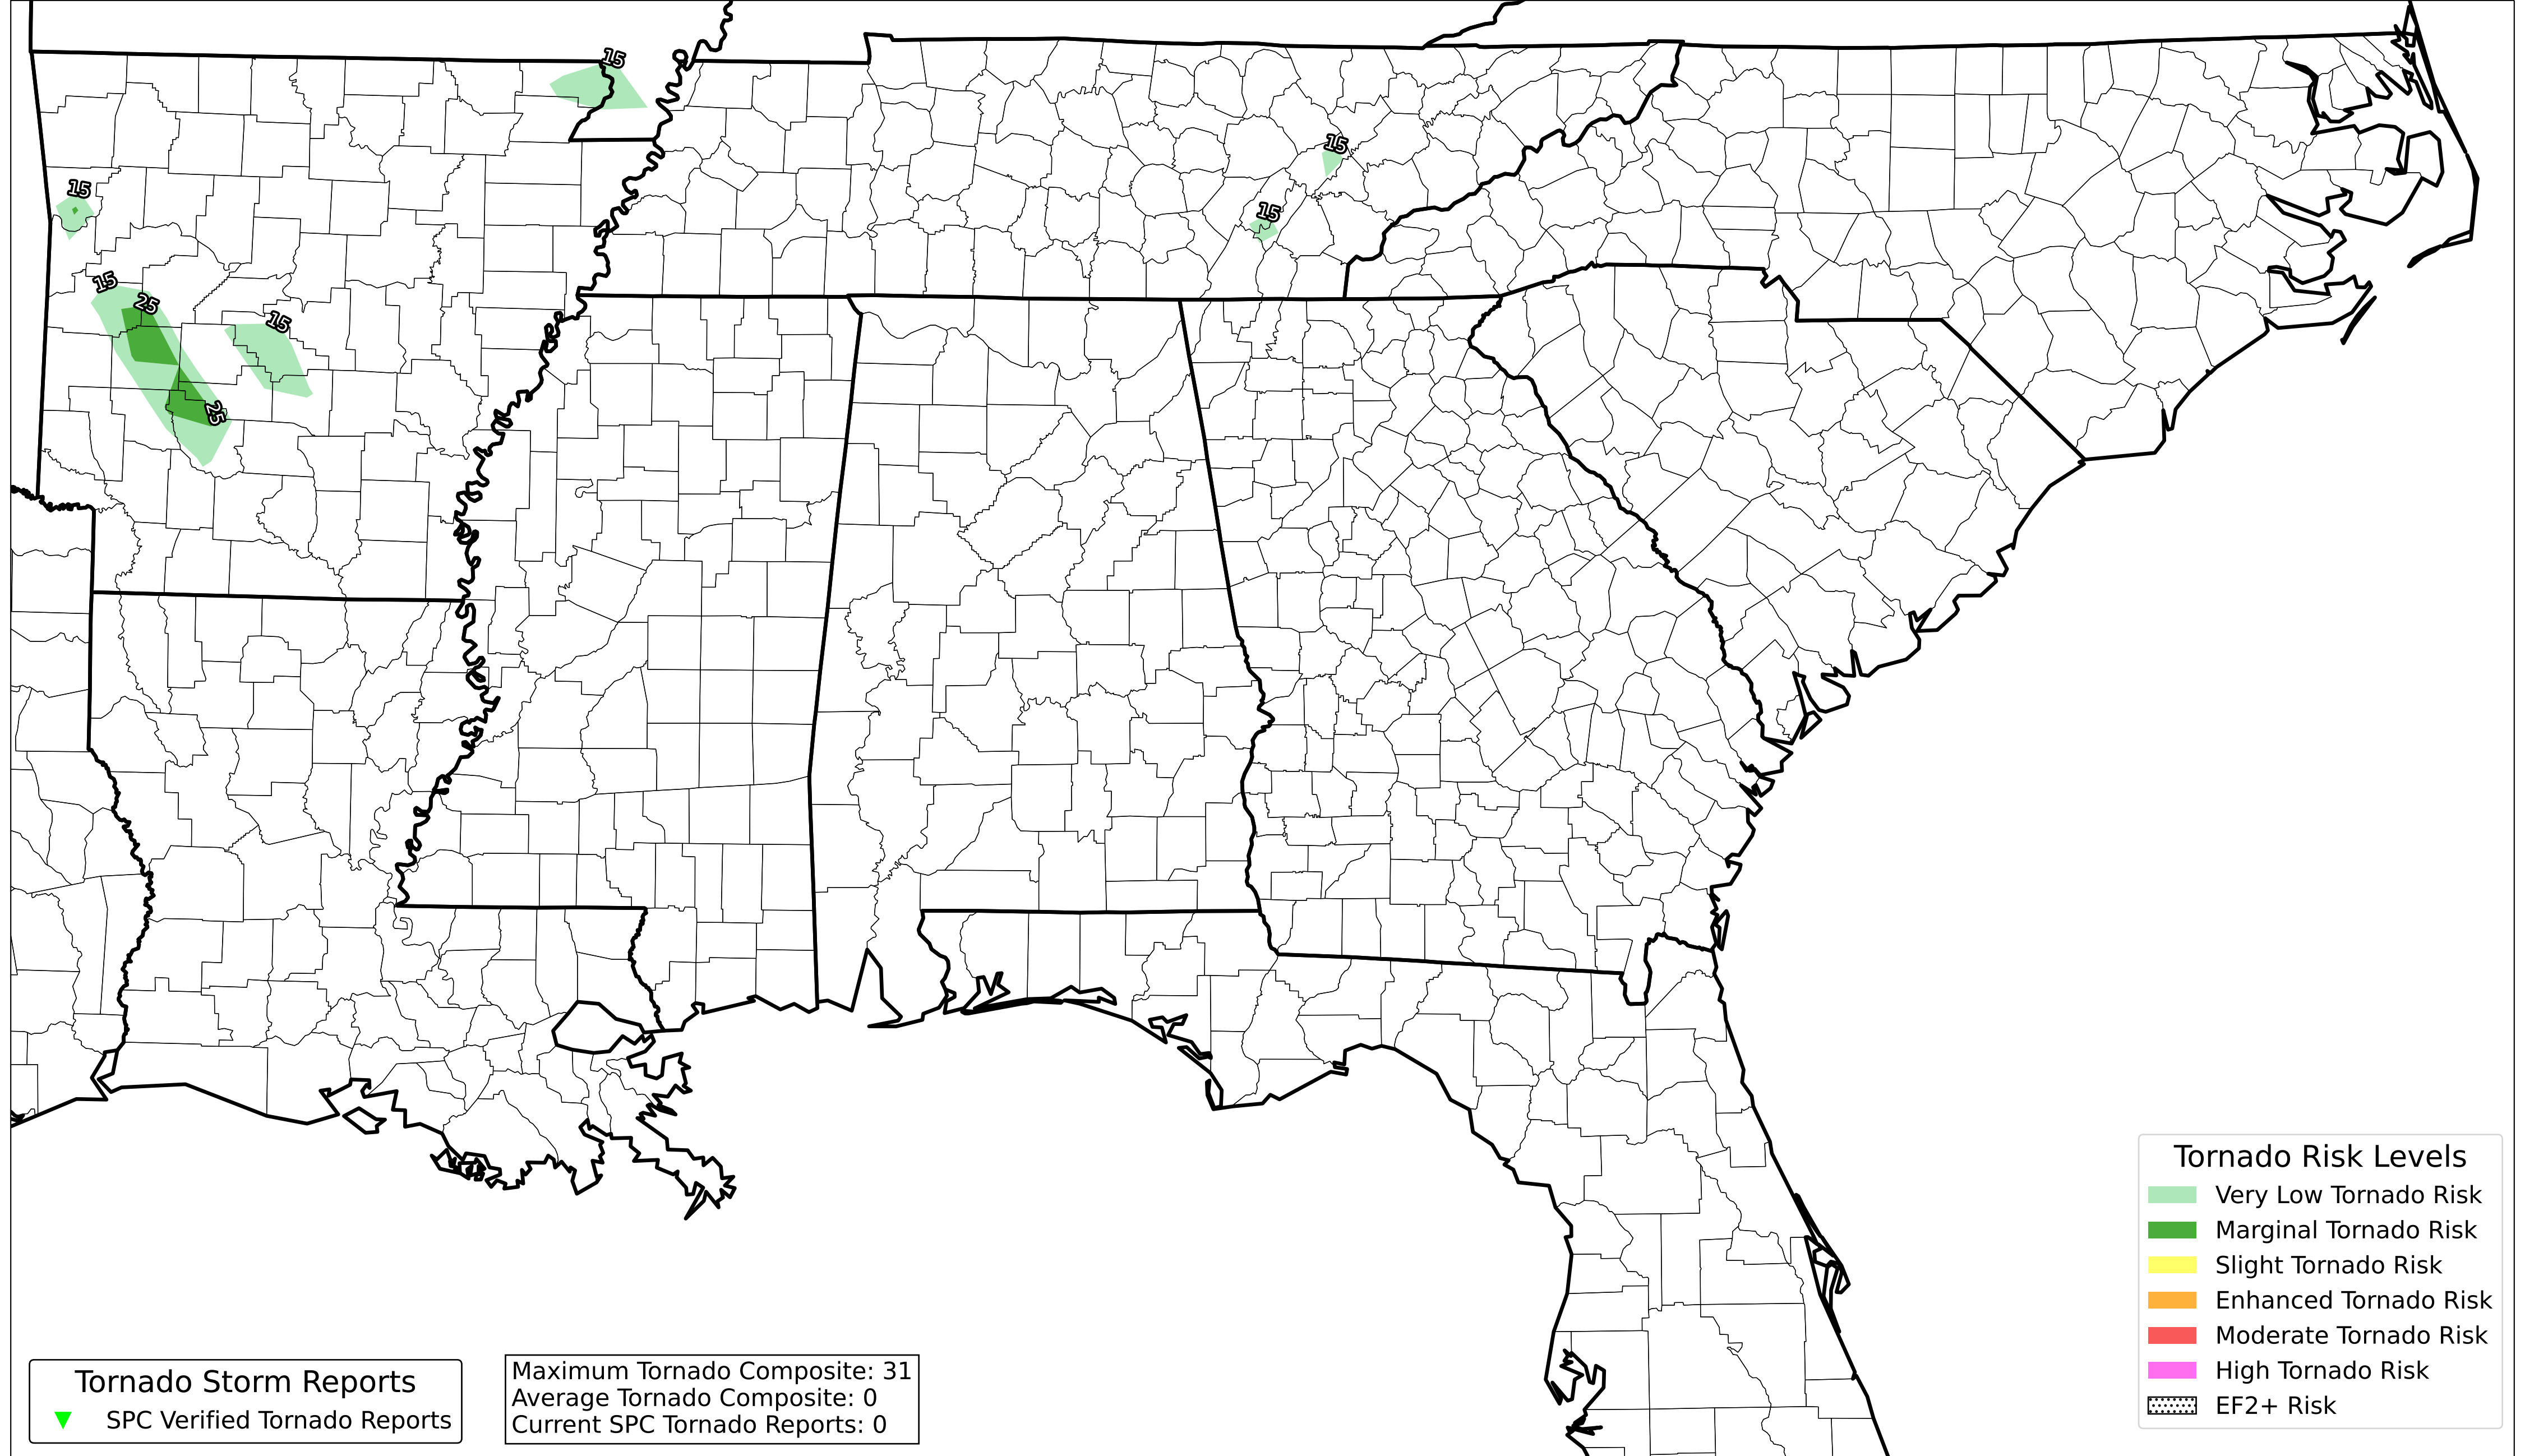 15
15
15
15
25
15
15
25
Tornado Risk Levels
Very Low Tornado Risk
Marginal Tornado Risk
Slight Tornado Risk
Enhanced Tornado Risk
Moderate Tornado Risk
High Tornado Risk
EF2+ Risk
Tornado Storm Reports
SPC Verified Tornado Reports
Maximum Tornado Composite: 31
Average Tornado Composite: 0
Current SPC Tornado Reports: 0